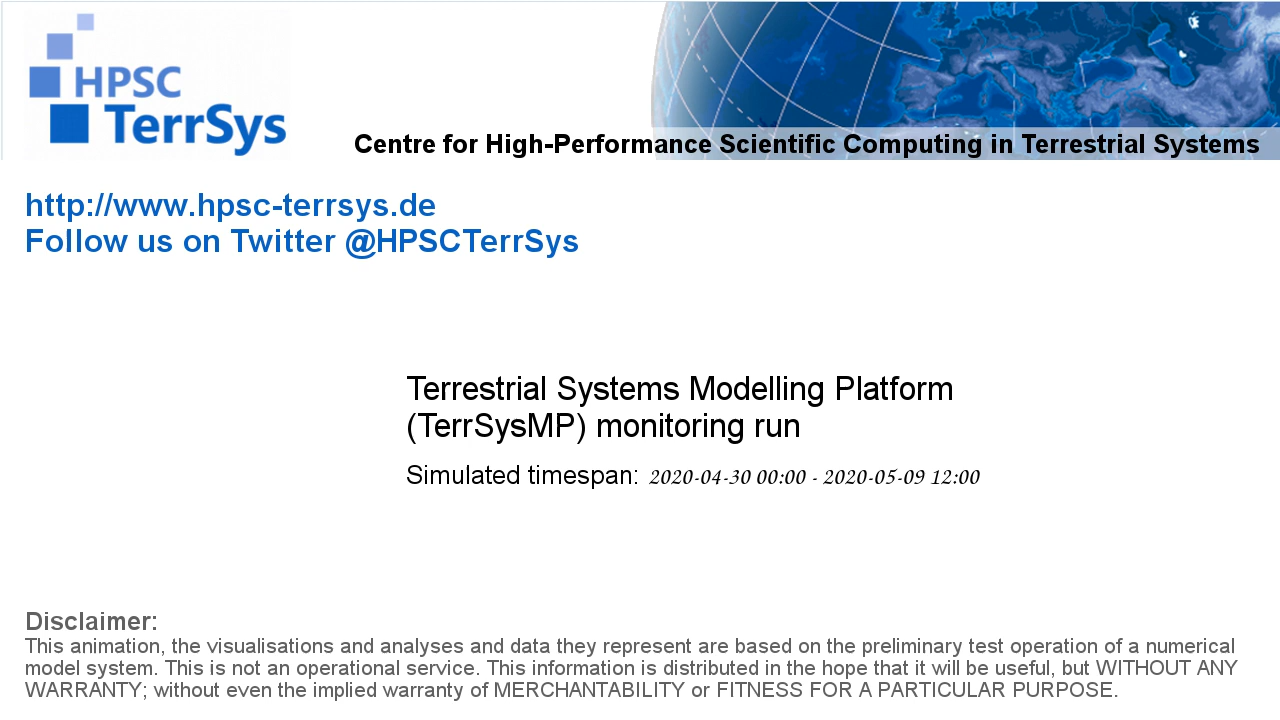 HPSC
TerrSys
Centre for High-Performance Scientific Computing in Terrestrial Systems
http://www.hpsc-terrsys.de
Follow us on Twitter @HPSCTerrSys
Terrestrial Systems Modelling Platform
(TerrSysMP) monitoring run
Simulated timespan: 2020-04-30 00:00 - 2020-05-09 12:00
Disclaimer:
This animation, the visualisations and analyses and data they represent are based on the preliminary test operation of a numerical
model system. This is not an operational service. This information is distributed in the hope that it will be useful, but WITHOUT ANY
WARRANTY; without even the implied warranty of MERCHANTABILITY or FITNESS FOR A PARTICULAR PURPOSE.